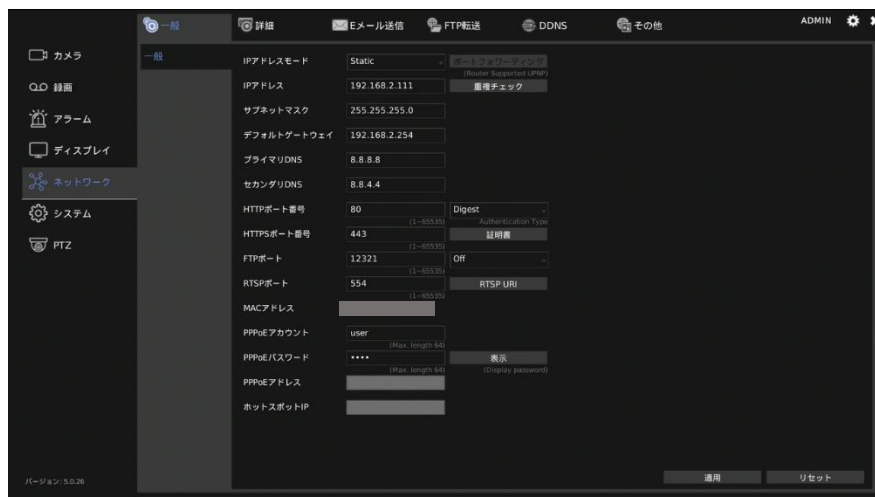 一般
詳細
Eメール送信
FTP転送
DDNS
その他
ADMIN
カメラ
録画
アラーム
ディスプレイ
ネットワーク
システム
PTZ
一般
IPアドレスモード Static ポートフォワーディング
(Router Supported UPNP)
IPアドレス 192.168.2.111 重複チェック
サブネットマスク 255.255.255.0
デフォルトゲートウェイ 192.168.2.254
プライマリDNS 8.8.8.8
セカンダリDNS 8.8.4.4
HTTPポート番号 80 Digest
(1~65535) Authentication Type
HTTPSポート番号 443 証明書
(1~65535)
FTPポート 12321 Off
(1~65535)
RTSPポート 554 RTSP URI
(1~65535)
MACアドレス
PPPoEアカウント user
(Max. length 64)
PPPoEパスワード •••• 表示
(Max. length 64) (Display password)
PPPoEアドレス
ホットスポットIP
バージョン: 5.0.26
適用 リセット